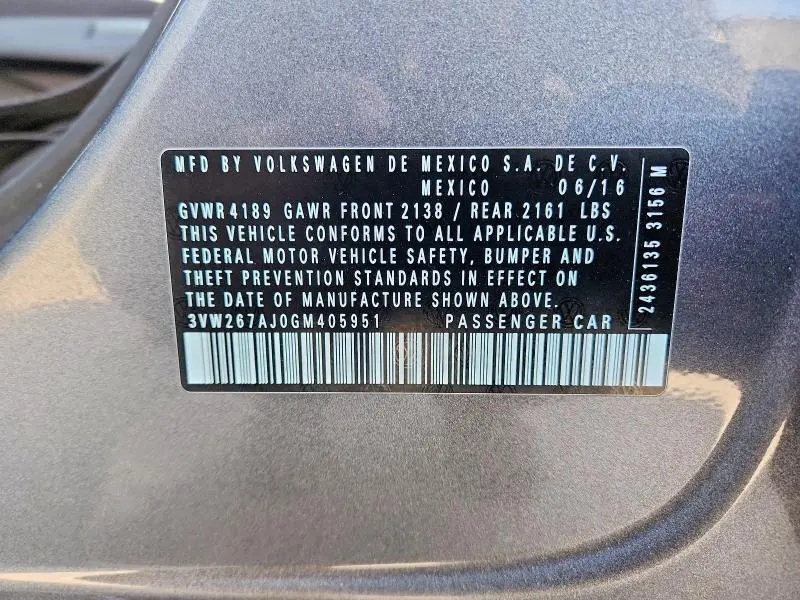 MFD BY VOLKSWAGEN DE MEXICO S.A. DE C.V.
MEXICO 06/16
GVWR 4189 GAWR FRONT 2138 / REAR 2161 LBS
THIS VEHICLE CONFORMS TO ALL APPLICABLE U.S.
FEDERAL MOTOR VEHICLE SAFETY, BUMPER AND
THEFT PREVENTION STANDARDS IN EFFECT ON
THE DATE OF MANUFACTURE SHOWN ABOVE.
3VW267AJ0GM405951 PASSENGER CAR
2436135 3156 M